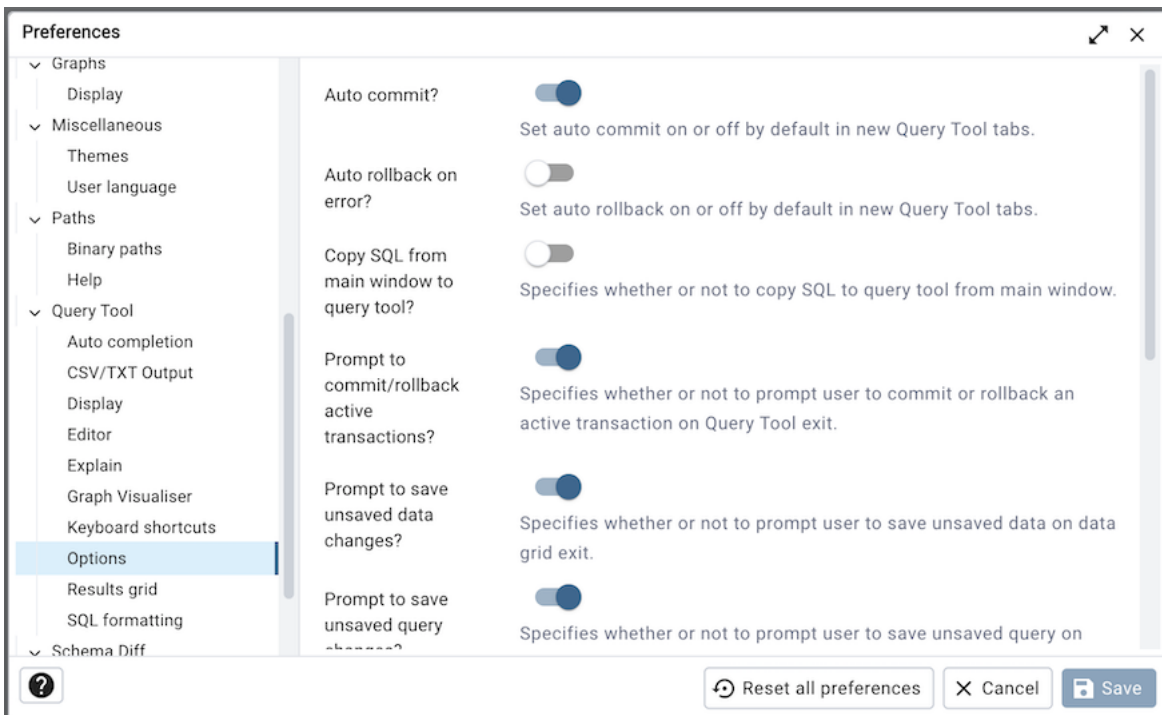 Preferences
Graphs
Display
Miscellaneous
Themes
User language
Paths
Binary paths
Help
Query Tool
Auto completion
CSV/TXT Output
Display
Editor
Explain
Graph Visualiser
Keyboard shortcuts
Options
Results grid
SQL formatting
Schema Diff
Auto commit?
Set auto commit on or off by default in new Query Tool tabs.
Auto rollback on
error?
Set auto rollback on or off by default in new Query Tool tabs.
Copy SQL from
main window to
query tool?
Specifies whether or not to copy SQL to query tool from main window.
Prompt to
commit/rollback
active
transactions?
Specifies whether or not to prompt user to commit or rollback an
active transaction on Query Tool exit.
Prompt to save
unsaved data
changes?
Specifies whether or not to prompt user to save unsaved data on data
grid exit.
Prompt to save
unsaved query
changes?
Specifies whether or not to prompt user to save unsaved query on
?
Reset all preferences
Cancel
Save